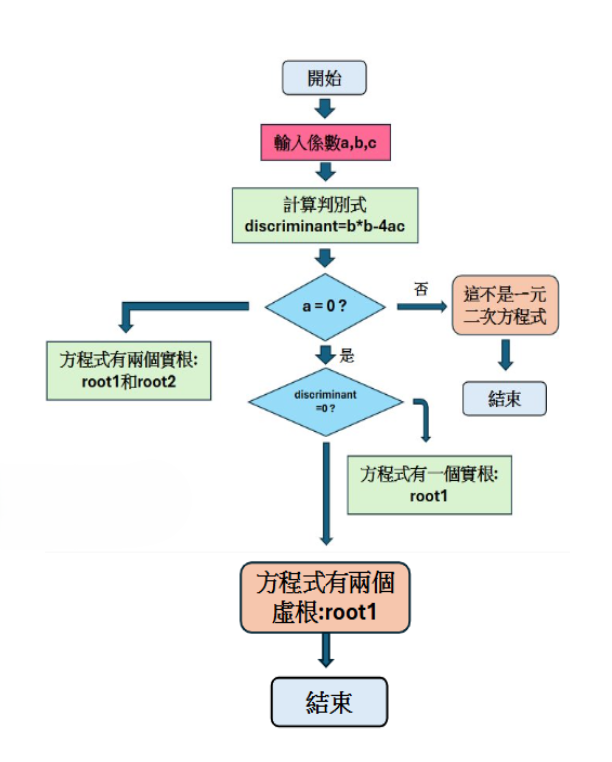 開始
輸入係數a,b,c
計算判別式
discriminant=b*b-4ac
a = 0 ?
否
這不是一元
二次方程式
結束
方程式有兩個實根:
root1和root2
是
discriminant
=0 ?
方程式有一個實根:
root1
方程式有兩個
虛根:root1
結束